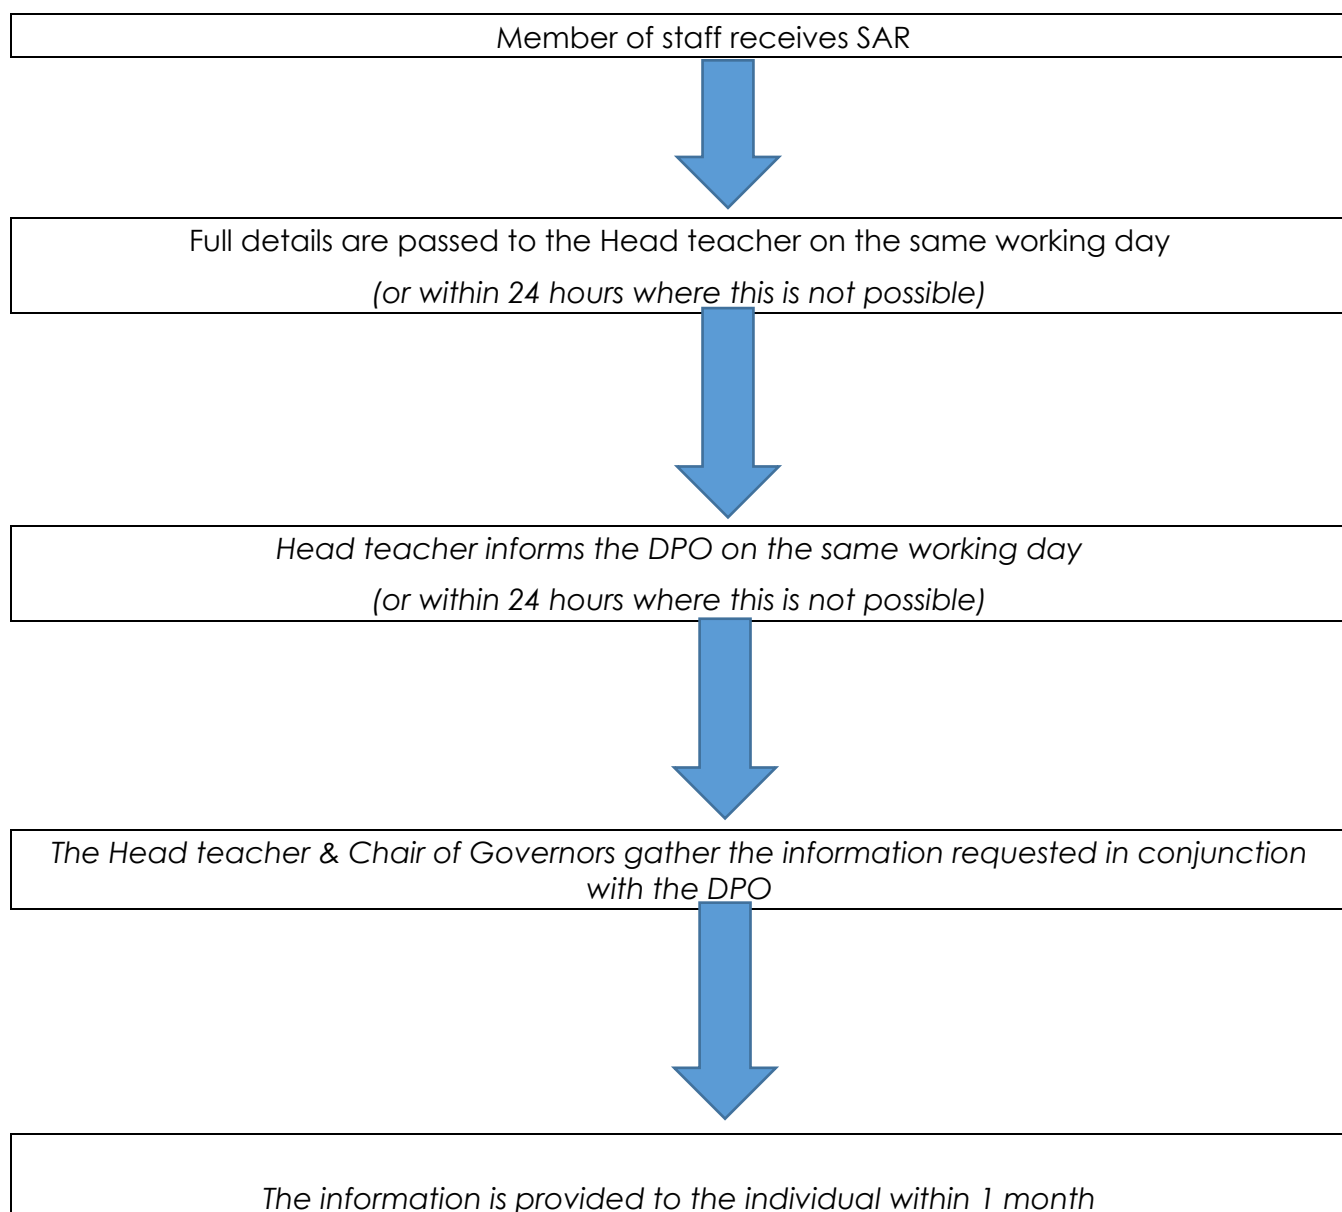 Member of staff receives SAR
Full details are passed to the Head teacher on the same working day
(or within 24 hours where this is not possible)
Head teacher informs the DPO on the same working day
(or within 24 hours where this is not possible)
The Head teacher & Chair of Governors gather the information requested in conjunction
with the DPO
The information is provided to the individual within 1 month